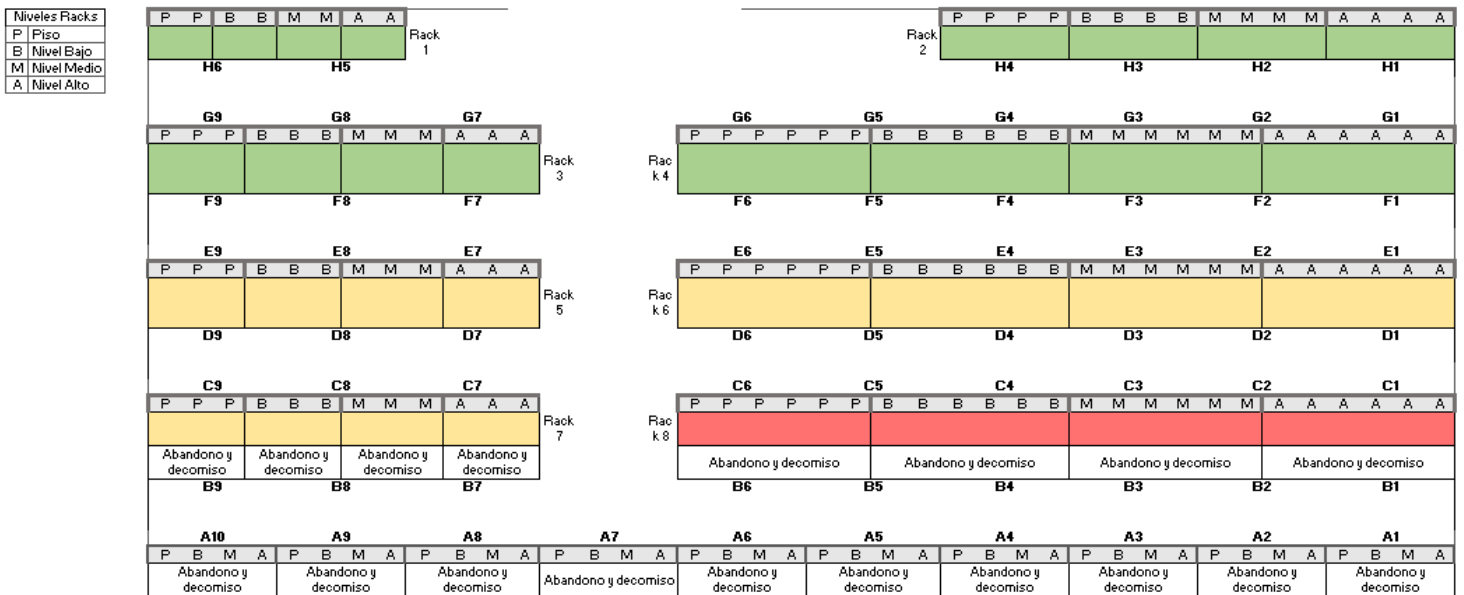 Niveles Racks
P Piso
B Nivel Bajo
M Nivel Medio
A Nivel Alto
P P B B M M A A
Rack
1
H6 H5
Rack
2
P P P P B B B B M M M M A A A A
H4 H3 H2 H1
G9 G8 G7 G6 G5 G4 G3 G2 G1
P P P B B B M M M A A A
Rack
3
Rac
k 4
P P P P P P B B B B B B M M M M M M A A A A A A
F9 F8 F7 F6 F5 F4 F3 F2 F1
E9 E8 E7 E6 E5 E4 E3 E2 E1
P P P B B B M M M A A A
Rack
5
Rac
k 6
P P P P P P B B B B B B M M M M M M A A A A A A
D9 D8 D7 D6 D5 D4 D3 D2 D1
C9 C8 C7 C6 C5 C4 C3 C2 C1
P P P B B B M M M A A A
Rack
7
Rac
k 8
P P P P P P B B B B B B M M M M M M A A A A A A
Abandono y decomiso Abandono y decomiso Abandono y decomiso Abandono y decomiso Abandono y decomiso Abandono y decomiso Abandono y decomiso Abandono y decomiso
B9 B8 B7 B6 B5 B4 B3 B2 B1
A10 A9 A8 A7 A6 A5 A4 A3 A2 A1
P B M A P B M A P B M A P B M A P B M A P B M A P B M A P B M A P B M A P B M A
Abandono y decomiso Abandono y decomiso Abandono y decomiso Abandono y decomiso Abandono y decomiso Abandono y decomiso Abandono y decomiso Abandono y decomiso Abandono y decomiso Abandono y decomiso